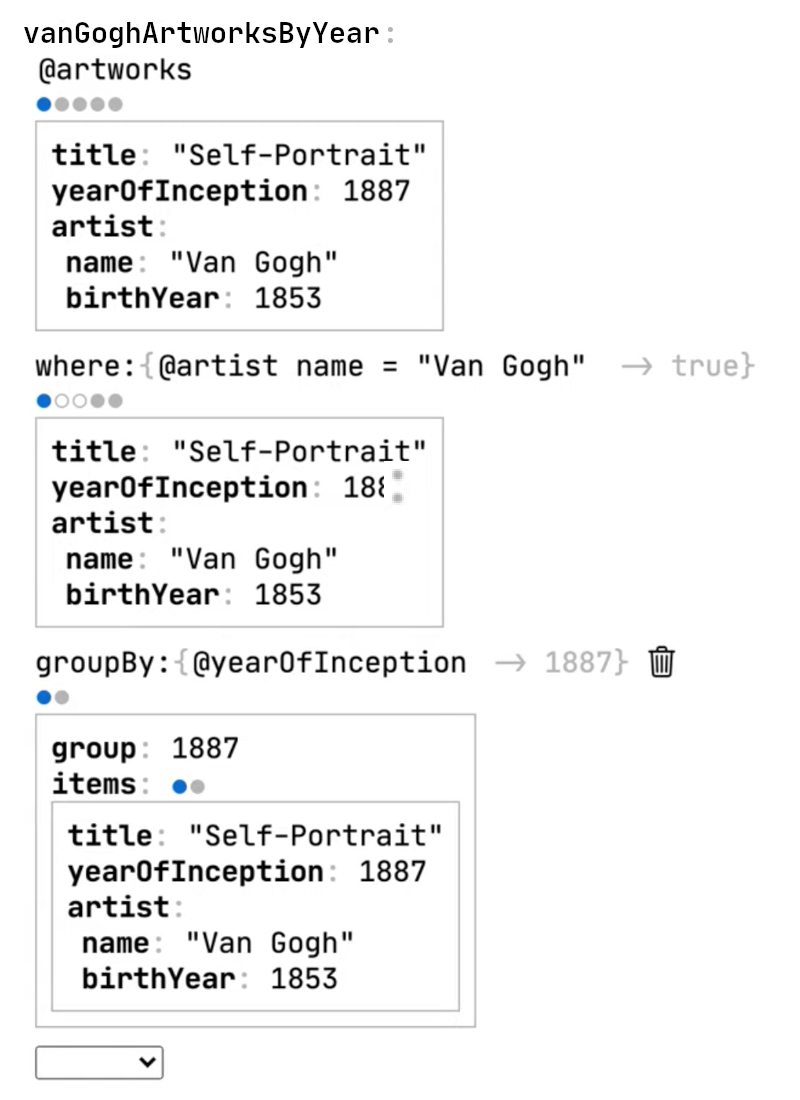 vanGoghArtworksByYear:
@artworks
title: "Self-Portrait"
yearOfInception: 1887
artist:
name: "Van Gogh"
birthYear: 1853
where:{@artist name = "Van Gogh" → true}
title: "Self-Portrait"
yearOfInception:
artist:
name: "Van Gogh"
birthYear: 1853
groupBy:{@yearOfInception → 1887}
group: 1887
items:
title: "Self-Portrait"
yearOfInception: 1887
artist:
name: "Van Gogh"
birthYear: 1853